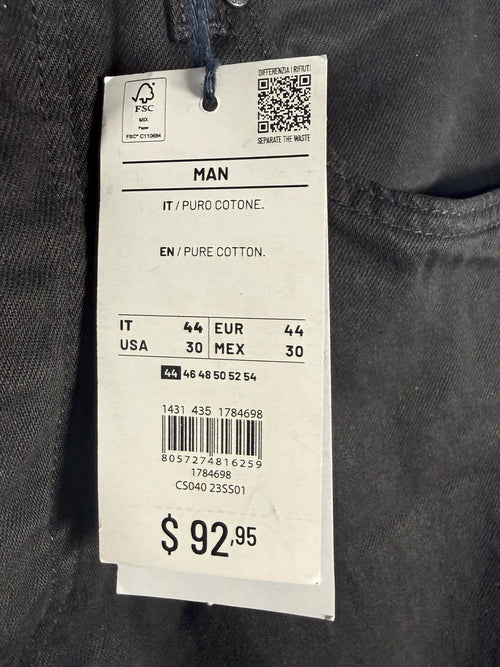 DIFFERENZIA I RIFIUTI
FSC
MIX
Paper
FSC® C110684
SEPARATE THE WASTE
MAN
IT / PURO COTONE.
EN / PURE COTTON.
IT 44 EUR 44
USA 30 MEX 30
44 46 48 50 52 54
1431 435 1784698
8057274816259
1784698
CS040 23SS01
$ 92,95